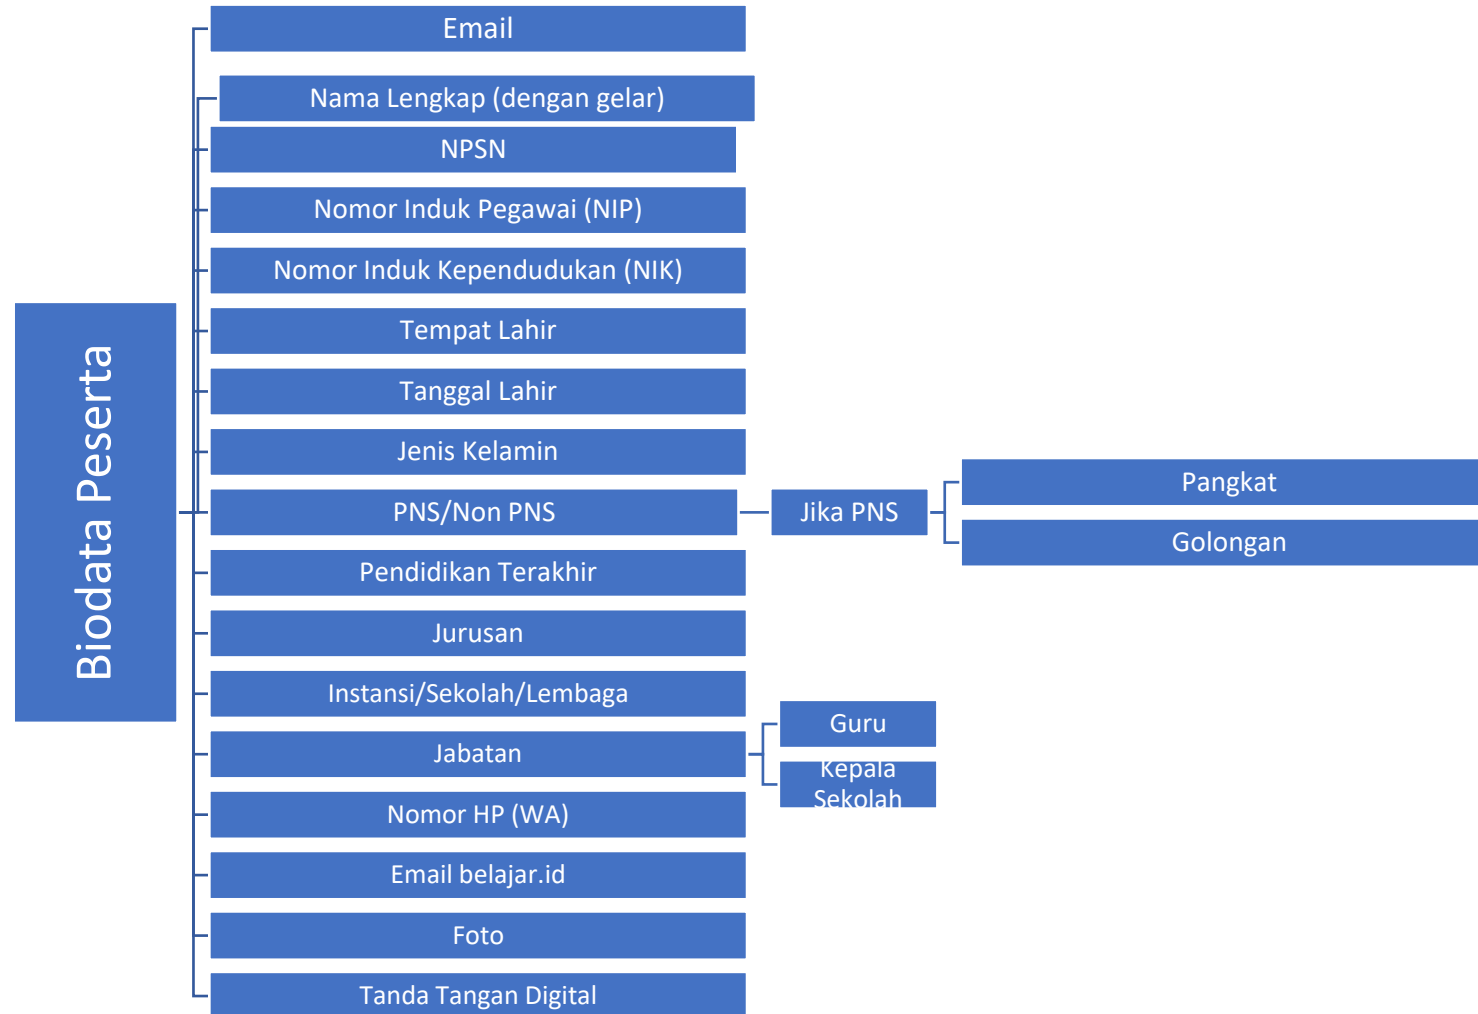 Biodata Peserta
Email
Nama Lengkap (dengan gelar)
NPSN
Nomor Induk Pegawai (NIP)
Nomor Induk Kependudukan (NIK)
Tempat Lahir
Tanggal Lahir
Jenis Kelamin
PNS/Non PNS
Jika PNS
Pangkat
Golongan
Pendidikan Terakhir
Jurusan
Instansi/Sekolah/Lembaga
Jabatan
Guru
Kepala
Sekolah
Nomor HP (WA)
Email belajar.id
Foto
Tanda Tangan Digital